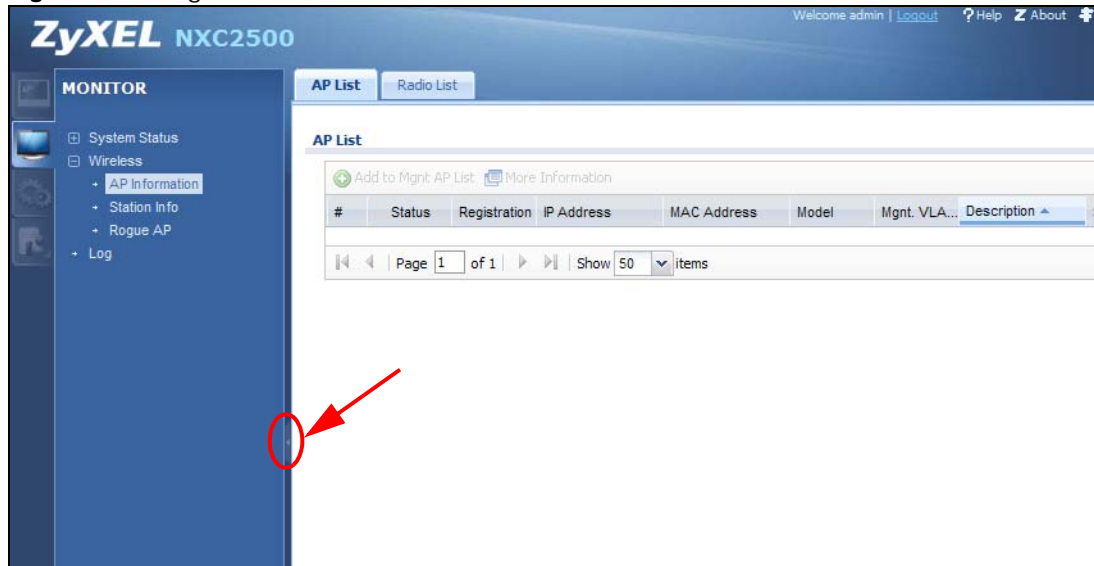 ZyXEL NXC2500
Welcome admin | Logout ?Help Z About
MONITOR
System Status
Wireless
AP Information
Station Info
Rogue AP
Log
AP List Radio List
AP List
Add to Mgnt AP List More Information
# Status Registration IP Address MAC Address Model Mgnt. VLA... Description
Page 1 of 1 Show 50 items